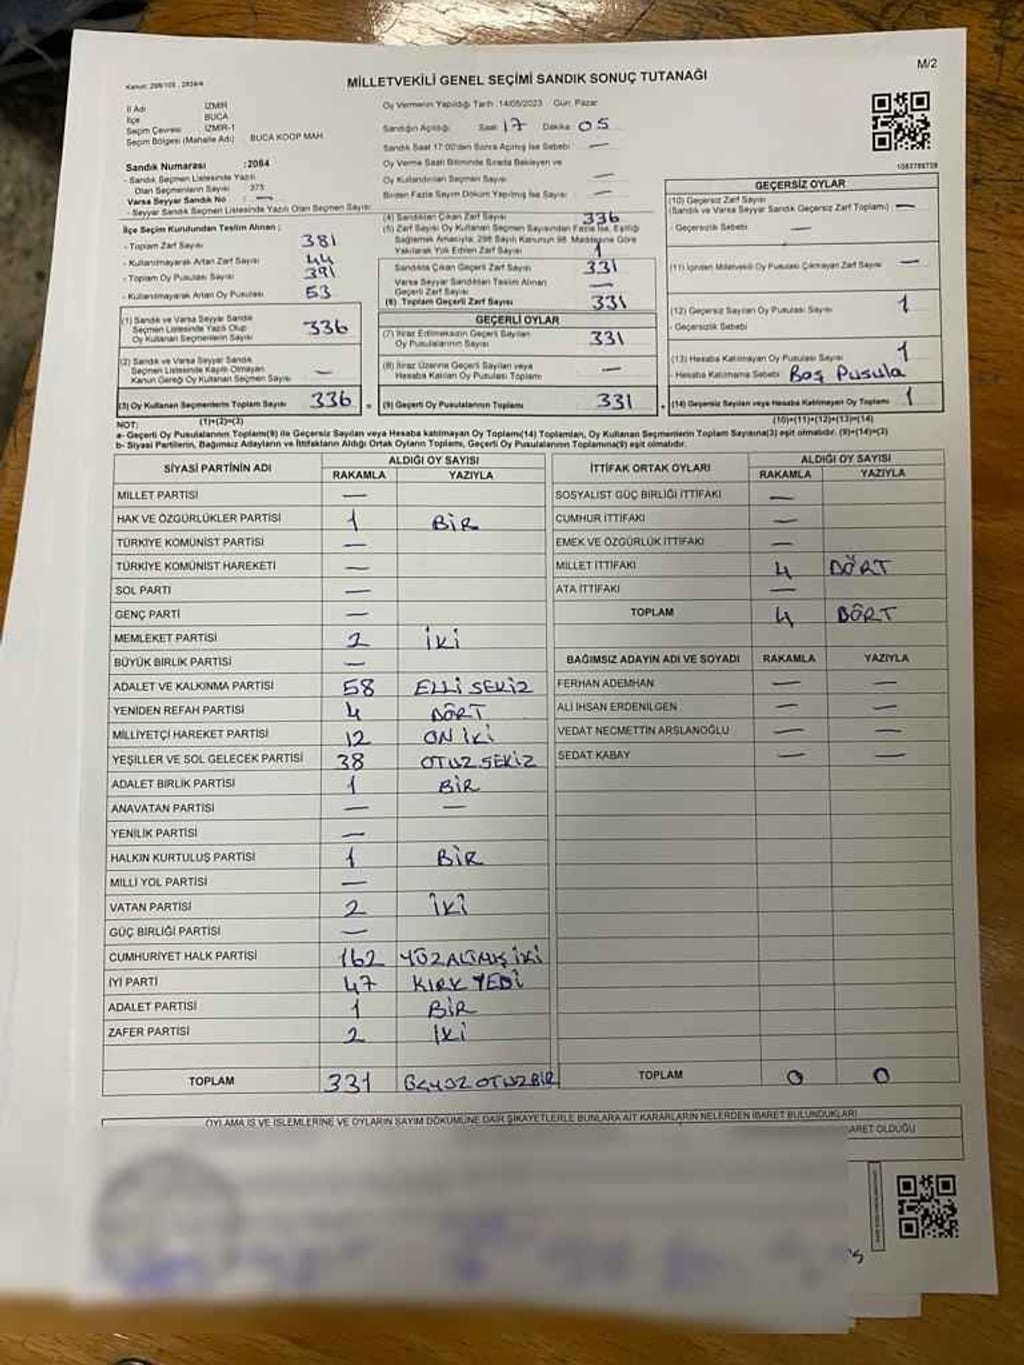 M/2
Kanun: 298/105 , 2839/4
MİLLETVEKİLİ GENEL SEÇİMİ SANDIK SONUÇ TUTANAĞI
İl Adı İZMİR
İlçe BUCA
Seçim Çevresi İZMİR-1
Seçim Bölgesi (Mahalle Adı) BUCA KOOP MAH
Sandık Numarası :2084
- Sandık Seçmen Listesinde Yazılı
Olan Seçmenlerin Sayısı 375
Varsa Seyyar Sandık No —
- Seyyar Sandık Seçmen Listesinde Yazılı Olan Seçmen Sayısı
İlçe Seçim Kurulundan Teslim Alınan :
- Toplam Zarf Sayısı 381
- Kullanılmayarak Artan Zarf Sayısı 44
- Toplam Oy Pusulası Sayısı 391
- Kullanılmayarak Artan Oy Pusulası 53
(1) Sandık ve Varsa Seyyar Sandık
Seçmen Listesinde Yazılı Olup
Oy Kullanan Seçmen Sayısı 336
(2) Sandık ve Varsa Seyyar Sandık
Seçmen Listesinde Kayıtlı Olmayan
Kanun Gereği Oy Kullanan Seçmen Sayısı —
(3) Oy Kullanan Seçmenlerin Toplam Sayısı 336
(1)+(2)=(3)
Oy Vermenin Yapıldığı Tarih :14/05/2023 Gün: Pazar
Sandığın Açıldığı Saat 17 Dakika 05
Sandık Saat 17:00'den Sonra Açılmış İse Sebebi —
Oy Verme Saati Bitiminde Sırada Bekleyen ve
Oy Kullandırılan Seçmen Sayısı —
Birden Fazla Sayım Döküm Yapılmış İse Sayısı —
(4) Sandıktan Çıkan Zarf Sayısı 336
(5) Zarf Sayısı Oy Kullanan Seçmen Sayısından Fazla İse, Eşitliği
Sağlamak Amacıyla, 298 Sayılı Kanunun 98. Maddesine Göre
Yakılarak Yok Edilen Zarf Sayısı 1
Sandıkta Çıkan Geçerli Zarf Sayısı 331
Varsa Seyyar Sandıktan Teslim Alınan
Geçerli Zarf Sayısı —
(6) Toplam Geçerli Zarf Sayısı 331
GEÇERLİ OYLAR
(7) İtiraz Edilmeksizin Geçerli Sayılan
Oy Pusulalarının Sayısı 331
(8) İtiraz Üzerine Geçerli Sayılan veya
Hesaba Katılan Oy Pusulası Toplamı —
= (9) Geçerli Oy Pusulalarının Toplamı 331
1083788738
GEÇERSİZ OYLAR
(10) Geçersiz Zarf Sayısı
(Sandık ve Varsa Seyyar Sandık Geçersiz Zarf Toplamı) —
- Geçersizlik Sebebi —
(11) İçinden Milletvekili Oy Pusulası Çıkmayan Zarf Sayısı —
(12) Geçersiz Sayılan Oy Pusulası Sayısı 1
- Geçersizlik Sebebi
(13) Hesaba Katılmayan Oy Pusulası Sayısı 1
- Hesaba Katılmama Sebebi Boş Pusula
+ (14) Geçersiz Sayılan veya Hesaba Katılmayan Oy Toplamı 1
(10)+(11)+(12)+(13)=(14)
NOT:
a- Geçerli Oy Pusulalarının Toplamı(9) ile Geçersiz Sayılan veya Hesaba katılmayan Oy Toplamı(14) Toplamları, Oy Kullanan Seçmenlerin Toplam Sayısına(3) eşit olmalıdır. (9)+(14)=(3)
b- Siyasi Partilerin, Bağımsız Adayların ve İttifakların Aldığı Ortak Oyların Toplamı, Geçerli Oy Pusulalarının Toplamına(9) eşit olmalıdır.
SİYASİ PARTİNİN ADI ALDIĞI OY SAYISI
RAKAMLA YAZIYLA
MİLLET PARTİSİ —
HAK VE ÖZGÜRLÜKLER PARTİSİ 1 BİR
TÜRKİYE KOMÜNİST PARTİSİ —
TÜRKİYE KOMÜNİST HAREKETİ —
SOL PARTİ —
GENÇ PARTİ —
MEMLEKET PARTİSİ 2 İKİ
BÜYÜK BİRLİK PARTİSİ —
ADALET VE KALKINMA PARTİSİ 58 ELLİ SEKİZ
YENİDEN REFAH PARTİSİ 4 DÖRT
MİLLİYETÇİ HAREKET PARTİSİ 12 ON İKİ
YEŞİLLER VE SOL GELECEK PARTİSİ 38 OTUZ SEKİZ
ADALET BİRLİK PARTİSİ 1 BİR
ANAVATAN PARTİSİ — —
YENİLİK PARTİSİ —
HALKIN KURTULUŞ PARTİSİ 1 BİR
MİLLİ YOL PARTİSİ —
VATAN PARTİSİ 2 İKİ
GÜÇ BİRLİĞİ PARTİSİ —
CUMHURİYET HALK PARTİSİ 162 YÜZALTMIŞ İKİ
İYİ PARTİ 47 KIRK YEDİ
ADALET PARTİSİ 1 BİR
ZAFER PARTİSİ 2 İKİ
TOPLAM 331 ÜÇYÜZ OTUZBİR
İTTİFAK ORTAK OYLARI ALDIĞI OY SAYISI
RAKAMLA YAZIYLA
SOSYALİST GÜÇ BİRLİĞİ İTTİFAKI —
CUMHUR İTTİFAKI —
EMEK VE ÖZGÜRLÜK İTTİFAKI —
MİLLET İTTİFAKI 4 DÖRT
ATA İTTİFAKI —
TOPLAM 4 DÖRT
BAĞIMSIZ ADAYIN ADI VE SOYADI RAKAMLA YAZIYLA
FERHAN ADEMHAN — —
ALİ İHSAN ERDENİLGEN — —
VEDAT NECMETTİN ARSLANOĞLU — —
SEDAT KABAY — —
TOPLAM 0 0
OYLAMA İŞ VE İŞLEMLERİNE VE OYLARIN SAYIM DÖKÜMÜNE DAİR ŞİKAYETLERLE BUNLARA AİT KARARLARIN NELERDEN İBARET BULUNDUKLARI
ARET OLDUĞU